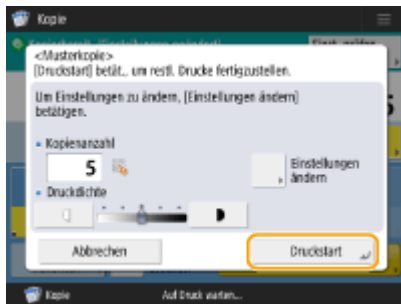 Kopie
<Musterkopie>
[Druckstart] betät.. um restl. Drucke fertigzustellen.
Um Einstellungen zu ändern, [Einstellungen ändern]
betätigen.
Kopienanzahl
5
Einstellungen
ändern
Druckdichte
Abbrechen
Druckstart
Kopie
Auf Druck warten...